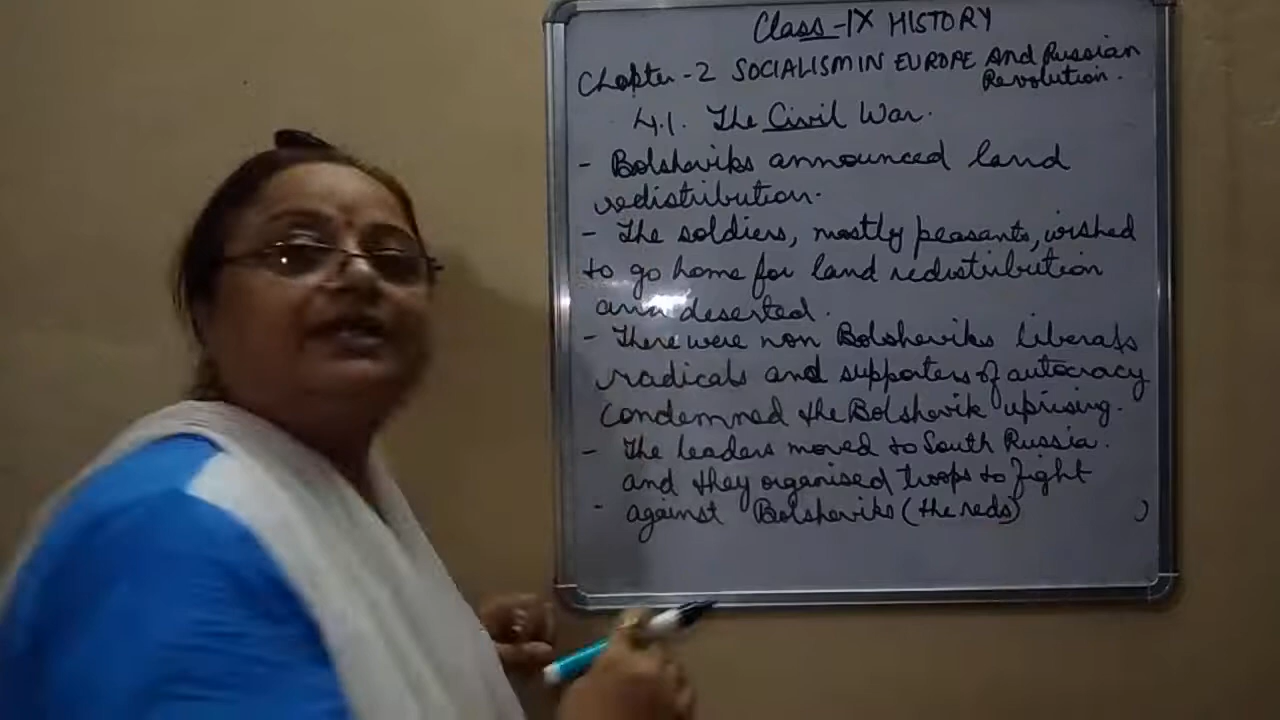 Class-IX HISTORY
Chapter-2 SOCIALISM IN EUROPE And Russian
Revolution.
4.1. The Civil War.
- Bolsheviks announced land
redistribution.
- The soldiers, mostly peasants, wished
to go home for land redistribution
and deserted.
- There were non Bolsheviks liberals
radicals and supporters of autocracy
condemned the Bolshevik uprising.
- The leaders moved to South Russia.
and they organised troops to fight
- against Bolsheviks (the reds) )